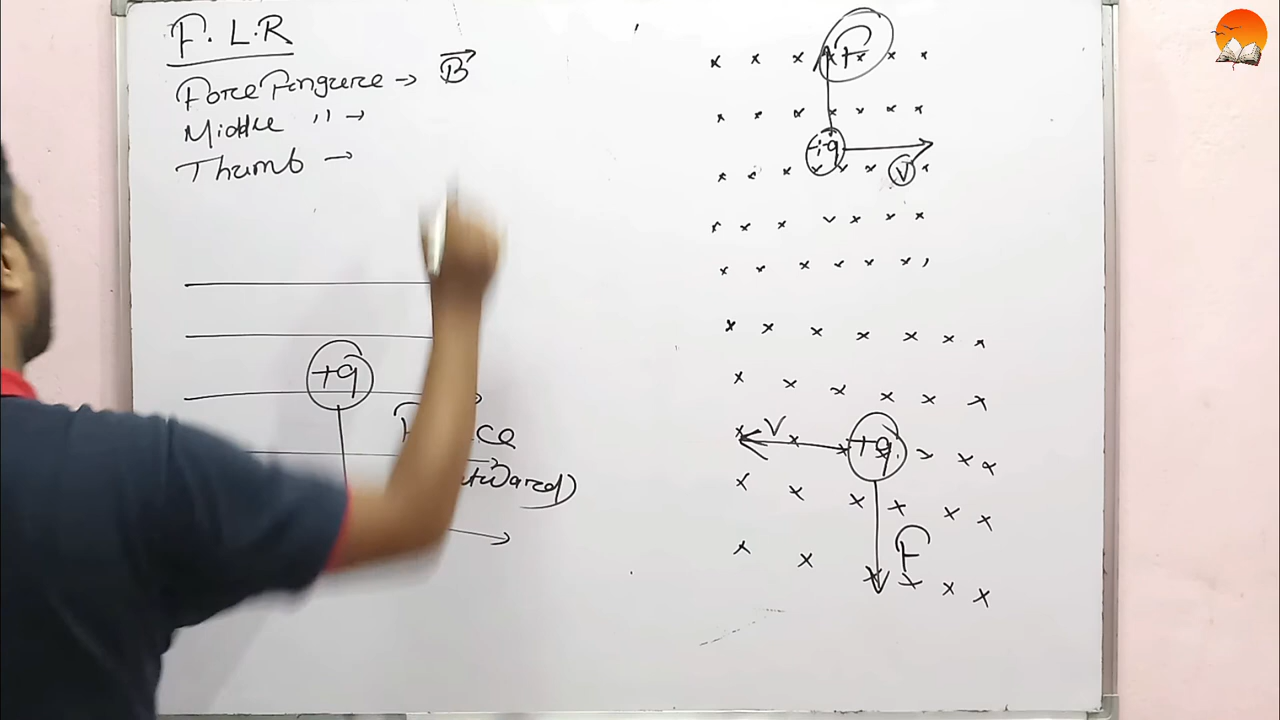 F. L. R
Force Fingure → B
Middle " →
Thumb →
+q
F
+q
V
V
+q
F